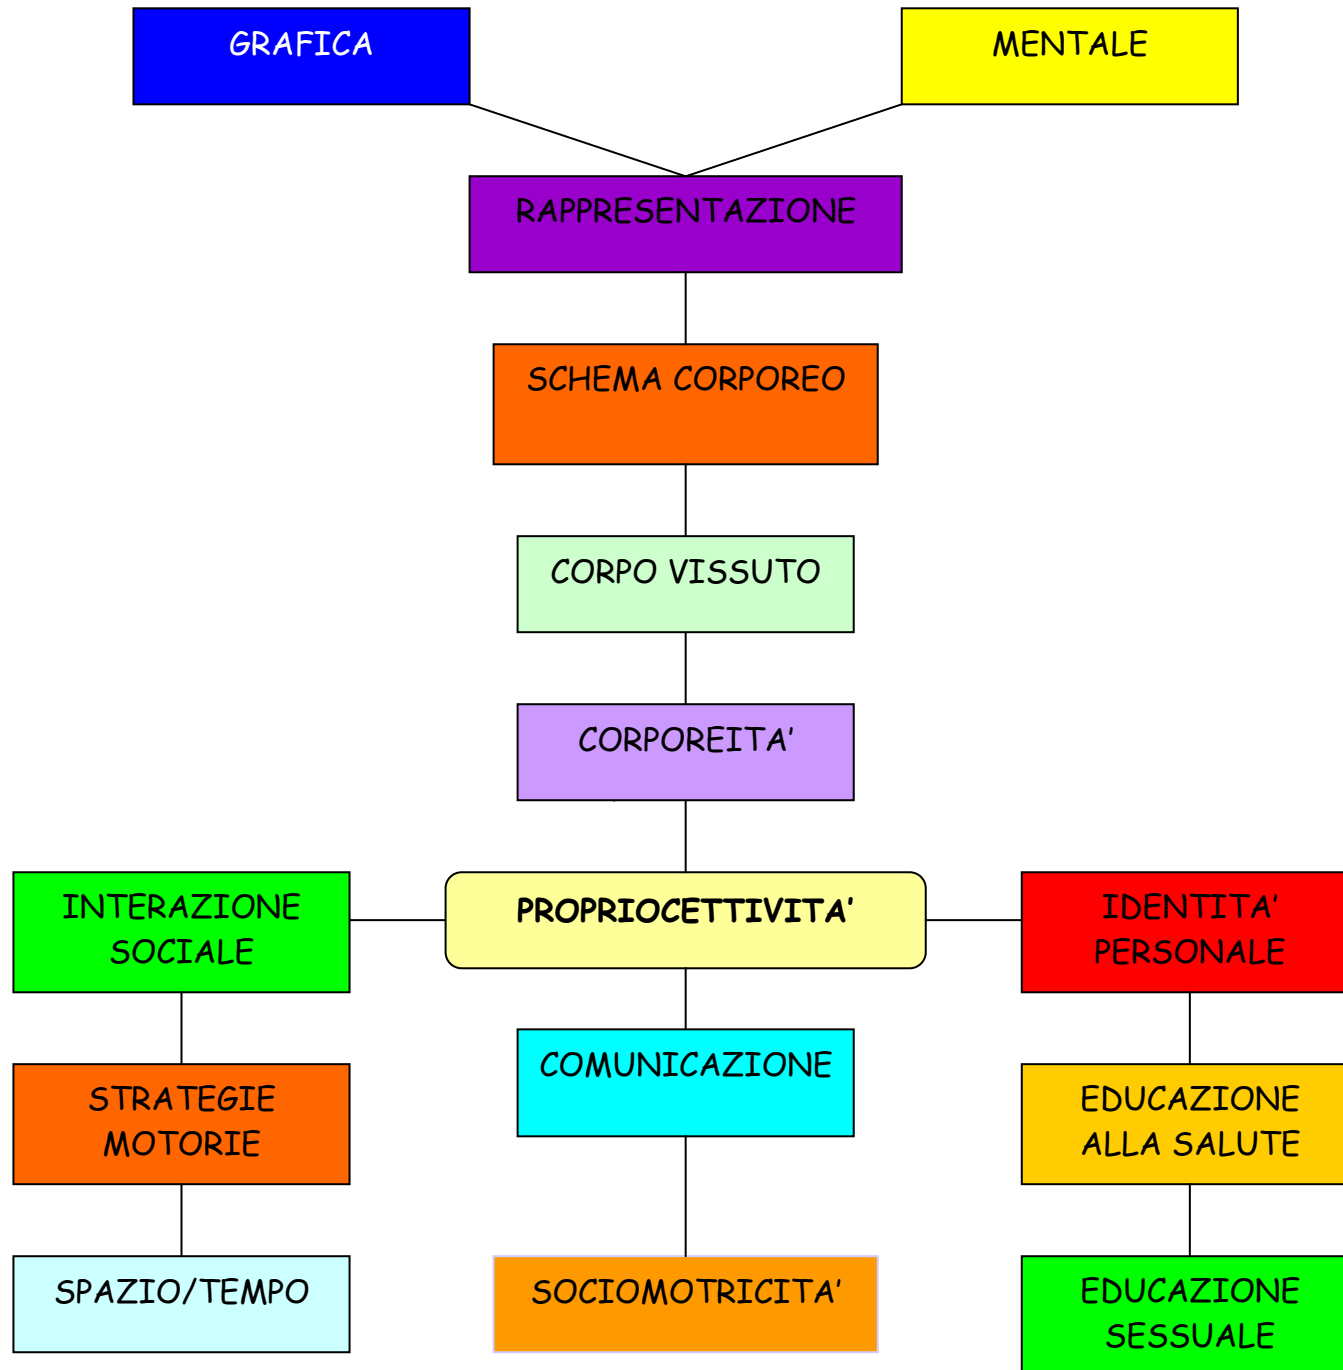 GRAFICA
MENTALE
RAPPRESENTAZIONE
SCHEMA CORPOREO
CORPO VISSUTO
CORPOREITA'
INTERAZIONE
SOCIALE
PROPRIOCETTIVITA'
IDENTITA'
PERSONALE
STRATEGIE
MOTORIE
COMUNICAZIONE
EDUCAZIONE
ALLA SALUTE
SPAZIO/TEMPO
SOCIOMOTRICITA'
EDUCAZIONE
SESSUALE